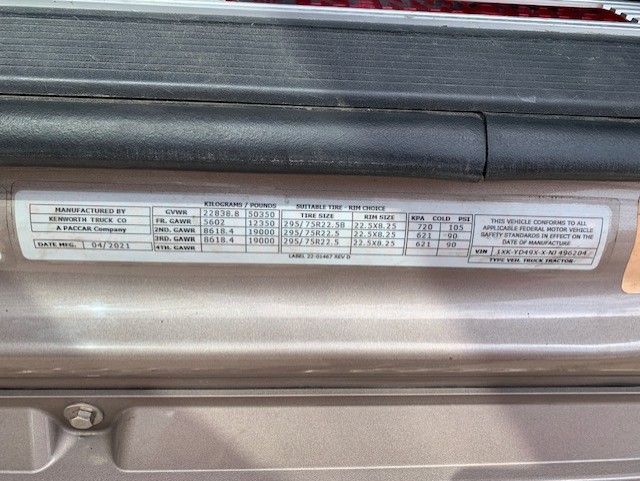 MANUFACTURED BY
KENWORTH TRUCK CO
A PACCAR Company
DATE MFG. 04/2021
KILOGRAMS / POUNDS
GVWR 22838.8 50350
FR. GAWR 5602 12350
2ND. GAWR 8618.4 19000
3RD. GAWR 8618.4 19000
4TH. GAWR
SUITABLE TIRE - RIM CHOICE
TIRE SIZE RIM SIZE
295/75R22.5B 22.5X8.25
295/75R22.5 22.5X8.25
295/75R22.5 22.5X8.25
KPA COLD PSI
720 105
621 90
621 90
THIS VEHICLE CONFORMS TO ALL
APPLICABLE FEDERAL MOTOR VEHICLE
SAFETY STANDARDS IN EFFECT ON THE
DATE OF MANUFACTURE
VIN 1XK-YD49X-X-NJ496204/
TYPE VEH. TRUCK TRACTOR
LABEL 22-01467 REV D